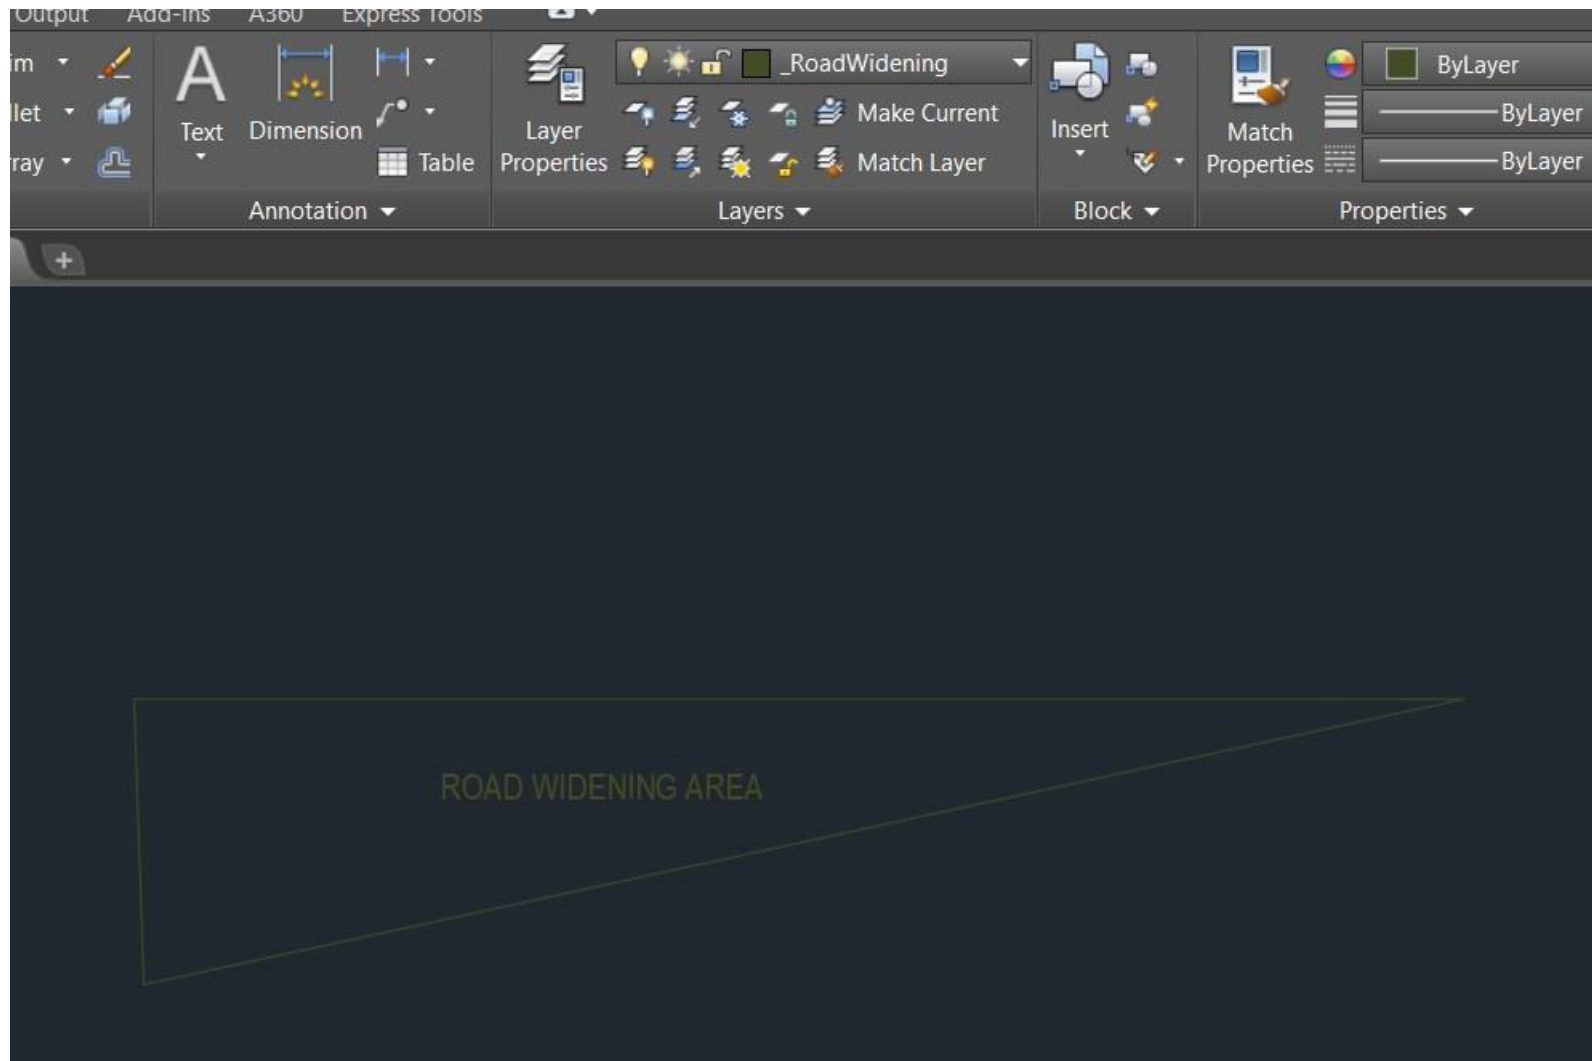 Output Add-Ins A360 Express Tools
im
Text
Dimension
Layer Properties
_RoadWidening
Insert
Match Properties
ByLayer
llet
Make Current
ByLayer
rray
Table
Match Layer
ByLayer
Annotation
Layers
Block
Properties
ROAD WIDENING AREA